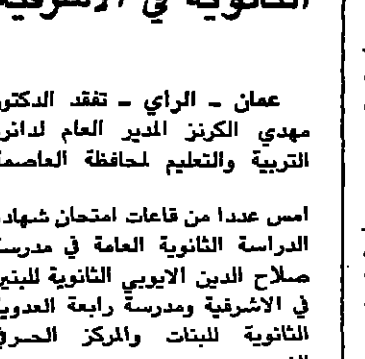 الثانوية في الاشرفية
عمان - الراي - تفقد الدكتور
مهدي الكرنز المدير العام لدائرة
التربية والتعليم لمحافظة العاصمة
امس عددا من قاعات امتحان شهادة
الدراسة الثانوية العامة في مدرسة
صلاح الدين الايوبي الثانوية للبنين
في الاشرفية ومدرسة رابعة العدوية
الثانوية للبنات والمركز الحرفي